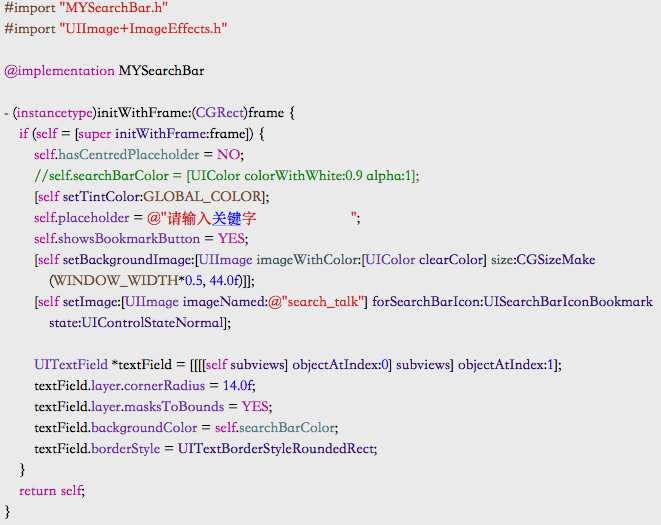 #import "MYSearchBar.h"
#import "UIImage+ImageEffects.h"
@implementation MYSearchBar
- (instancetype)initWithFrame:(CGRect)frame {
if (self = [super initWithFrame:frame]) {
self.hasCentredPlaceholder = NO;
//self.searchBarColor = [UIColor colorWithWhite:0.9 alpha:1];
[self setTintColor:GLOBAL_COLOR];
self.placeholder = @"请输入关键字                    ";
self.showsBookmarkButton = YES;
[self setBackgroundImage:[UIImage imageWithColor:[UIColor clearColor] size:CGSizeMake
(WINDOW_WIDTH*0.5, 44.0f)]];
[self setImage:[UIImage imageNamed:@"search_talk"] forSearchBarIcon:UISearchBarIconBookmark
state:UIControlStateNormal];
UITextField *textField = [[[[self subviews] objectAtIndex:0] subviews] objectAtIndex:1];
textField.layer.cornerRadius = 14.0f;
textField.layer.masksToBounds = YES;
textField.backgroundColor = self.searchBarColor;
textField.borderStyle = UITextBorderStyleRoundedRect;
}
return self;
}